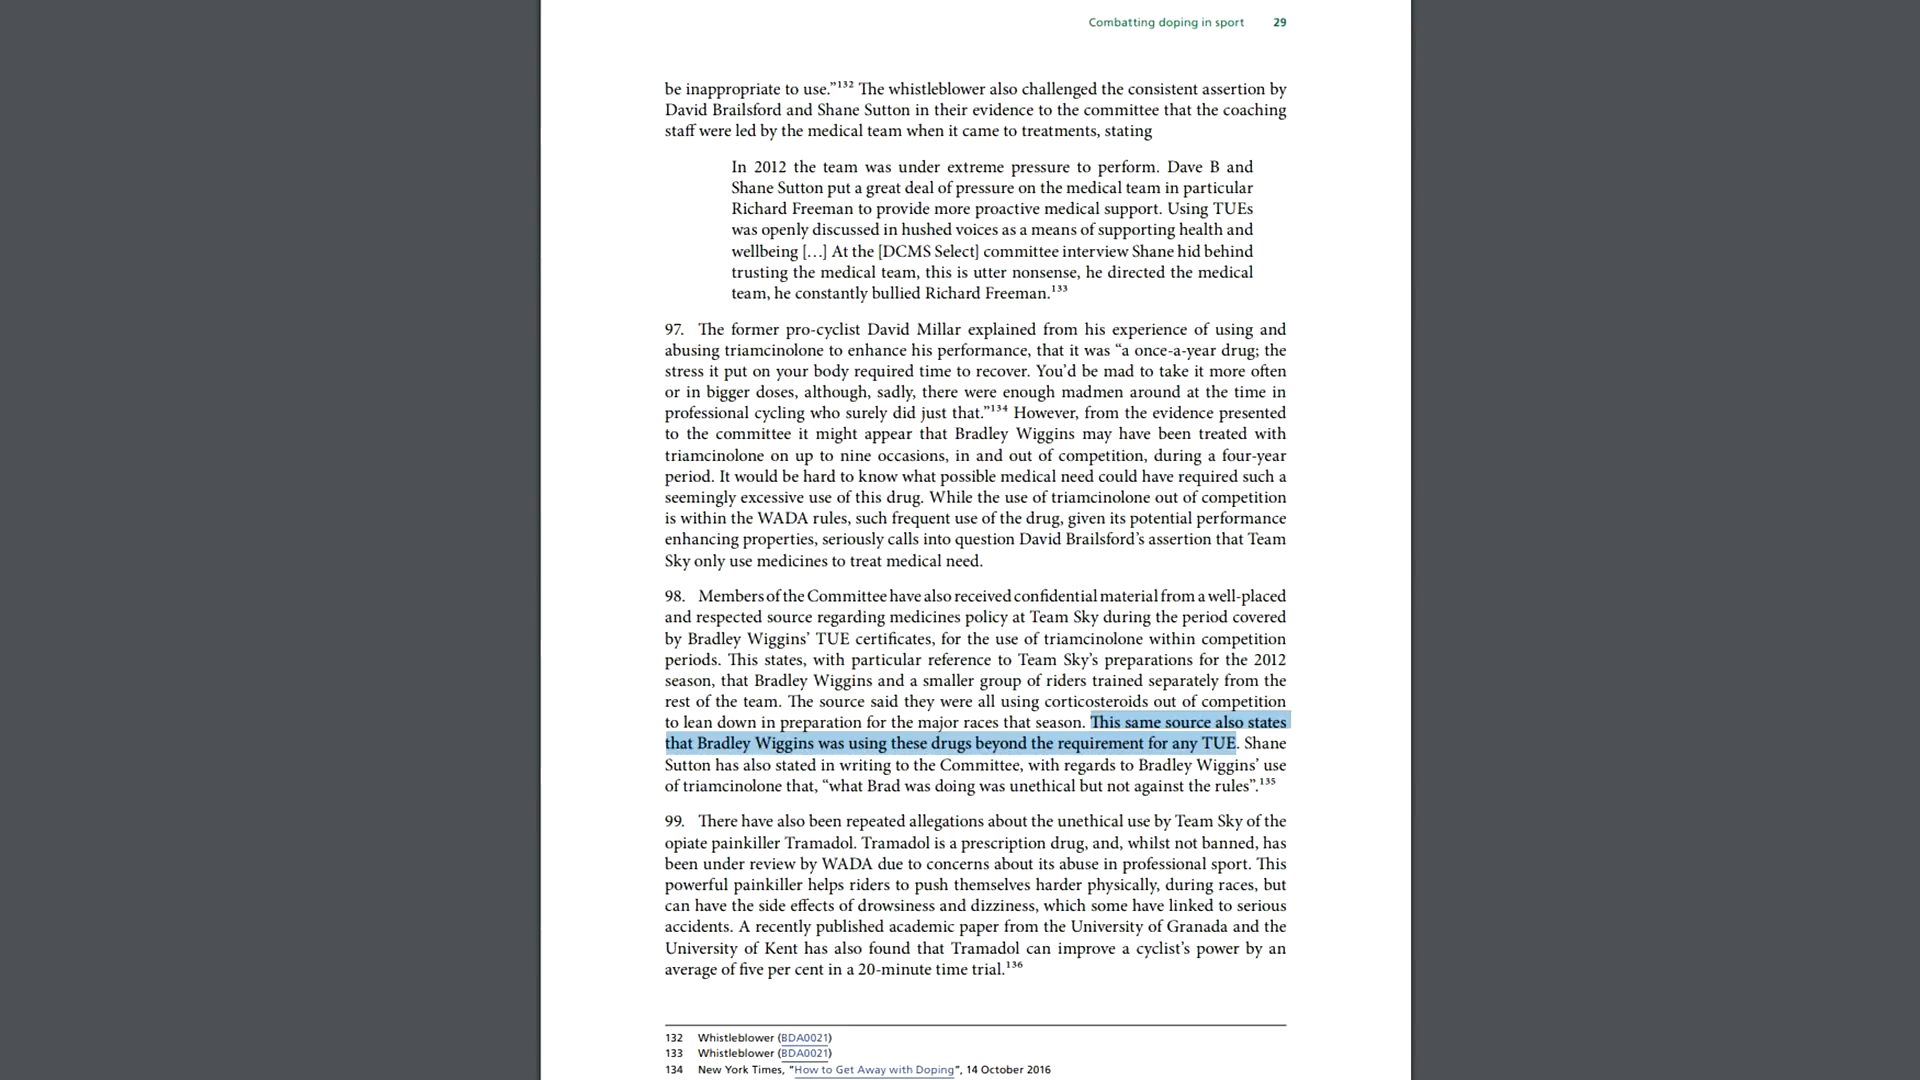 Combatting doping in sport 29
be inappropriate to use.”¹³² The whistleblower also challenged the consistent assertion by
David Brailsford and Shane Sutton in their evidence to the committee that the coaching
staff were led by the medical team when it came to treatments, stating
In 2012 the team was under extreme pressure to perform. Dave B and
Shane Sutton put a great deal of pressure on the medical team in particular
Richard Freeman to provide more proactive medical support. Using TUEs
was openly discussed in hushed voices as a means of supporting health and
wellbeing […] At the [DCMS Select] committee interview Shane hid behind
trusting the medical team, this is utter nonsense, he directed the medical
team, he constantly bullied Richard Freeman.¹³³
97. The former pro-cyclist David Millar explained from his experience of using and
abusing triamcinolone to enhance his performance, that it was “a once-a-year drug; the
stress it put on your body required time to recover. You’d be mad to take it more often
or in bigger doses, although, sadly, there were enough madmen around at the time in
professional cycling who surely did just that.”¹³⁴ However, from the evidence presented
to the committee it might appear that Bradley Wiggins may have been treated with
triamcinolone on up to nine occasions, in and out of competition, during a four-year
period. It would be hard to know what possible medical need could have required such a
seemingly excessive use of this drug. While the use of triamcinolone out of competition
is within the WADA rules, such frequent use of the drug, given its potential performance
enhancing properties, seriously calls into question David Brailsford’s assertion that Team
Sky only use medicines to treat medical need.
98. Members of the Committee have also received confidential material from a well-placed
and respected source regarding medicines policy at Team Sky during the period covered
by Bradley Wiggins’ TUE certificates, for the use of triamcinolone within competition
periods. This states, with particular reference to Team Sky’s preparations for the 2012
season, that Bradley Wiggins and a smaller group of riders trained separately from the
rest of the team. The source said they were all using corticosteroids out of competition
to lean down in preparation for the major races that season. This same source also states
that Bradley Wiggins was using these drugs beyond the requirement for any TUE. Shane
Sutton has also stated in writing to the Committee, with regards to Bradley Wiggins’ use
of triamcinolone that, “what Brad was doing was unethical but not against the rules”.¹³⁵
99. There have also been repeated allegations about the unethical use by Team Sky of the
opiate painkiller Tramadol. Tramadol is a prescription drug, and, whilst not banned, has
been under review by WADA due to concerns about its abuse in professional sport. This
powerful painkiller helps riders to push themselves harder physically, during races, but
can have the side effects of drowsiness and dizziness, which some have linked to serious
accidents. A recently published academic paper from the University of Granada and the
University of Kent has also found that Tramadol can improve a cyclist’s power by an
average of five per cent in a 20-minute time trial.¹³⁶
132 Whistleblower (BDA0021)
133 Whistleblower (BDA0021)
134 New York Times, “How to Get Away with Doping”, 14 October 2016